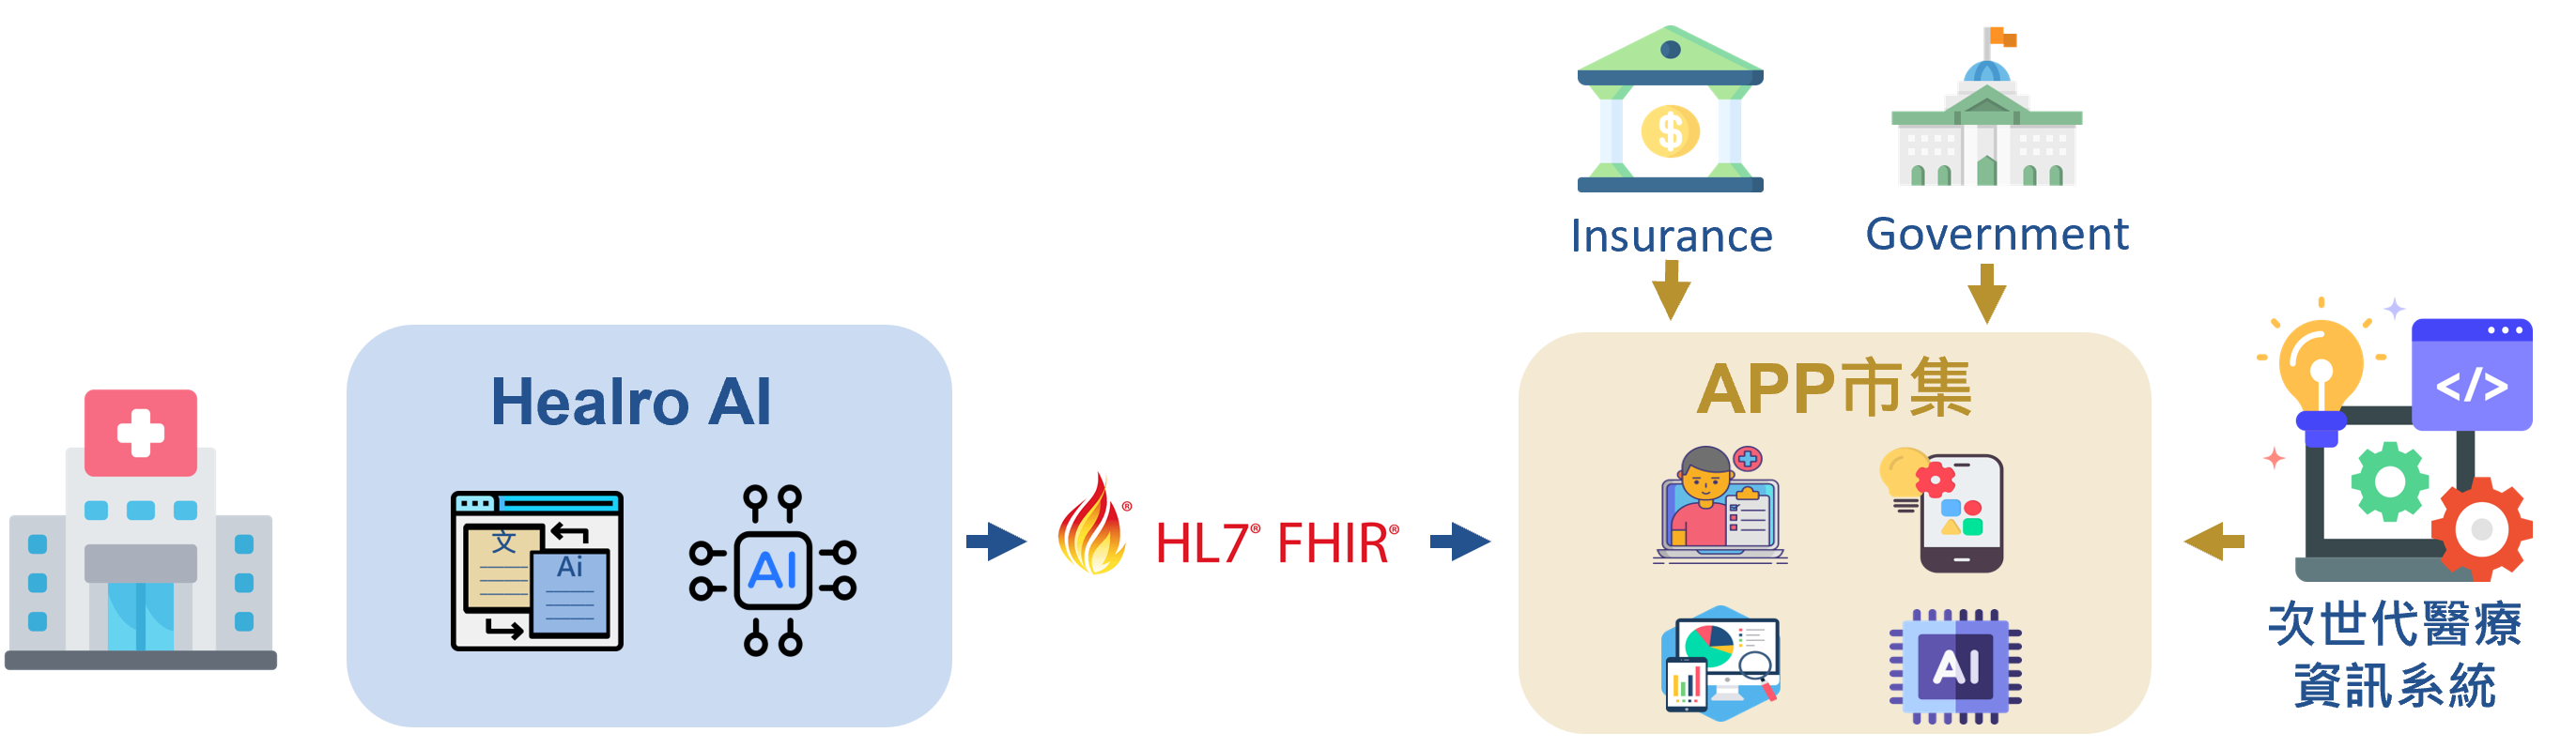 Insurance
Government
Healro AI
文
Ai
AI
HL7® FHIR®
APP市集
$
AI
</>
次世代醫療
資訊系統